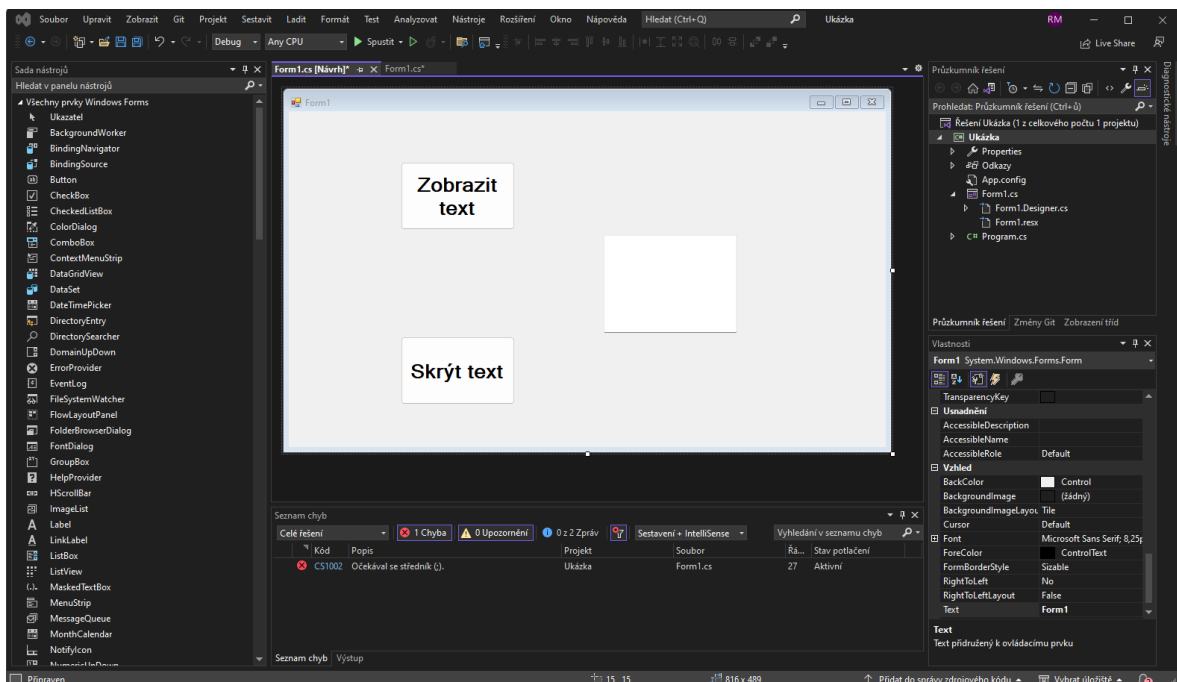 Soubor Upravit Zobrazit Git Projekt Sestavit Ladit Formát Test Analyzovat Nástroje Rozšíření Okno Nápověda Hledat (Ctrl+Q) Ukázka RM
Debug Any CPU Spustit Live Share
Sada nástrojů
Hledat v panelu nástrojů
Všechny prvky Windows Forms
Ukazatel
BackgroundWorker
BindingNavigator
BindingSource
Button
CheckBox
CheckedListBox
ColorDialog
ComboBox
ContextMenuStrip
DataGridView
DataSet
DateTimePicker
DirectoryEntry
DirectorySearcher
DomainUpDown
ErrorProvider
EventLog
FileSystemWatcher
FlowLayoutPanel
FolderBrowserDialog
FontDialog
GroupBox
HelpProvider
HScrollBar
ImageList
Label
LinkLabel
ListBox
ListView
MaskedTextBox
MenuStrip
MessageQueue
MonthCalendar
NotifyIcon
NumericUpDown
Form1.cs [Návrh]* Form1.cs*
Form1
Zobrazit
text
Skrýt text
Seznam chyb
Celé řešení 1 Chyba 0 Upozornění 0 z 2 Zpráv Sestavení + IntelliSense Vyhledání v seznamu chyb
Kód Popis Projekt Soubor Řá... Stav potlačení
CS1002 Očekával se středník (;). Ukázka Form1.cs 27 Aktivní
Seznam chyb Výstup
Průzkumník řešení
Prohledat: Průzkumník řešení (Ctrl+ů)
Řešení Ukázka (1 z celkového počtu 1 projektu)
Ukázka
Properties
Odkazy
App.config
Form1.cs
Form1.Designer.cs
Form1.resx
C# Program.cs
Průzkumník řešení Změny Git Zobrazení tříd
Vlastnosti
Form1 System.Windows.Forms.Form
TransparencyKey
Usnadnění
AccessibleDescription
AccessibleName
AccessibleRole Default
Vzhled
BackColor Control
BackgroundImage (žádný)
BackgroundImageLayou Tile
Cursor Default
Font Microsoft Sans Serif; 8,25p
ForeColor ControlText
FormBorderStyle Sizable
RightToLeft No
RightToLeftLayout False
Text Form1
Text
Text přidružený k ovládacímu prvku
Diagnostické nástroje
Připraven 15, 15 816 x 489 Přidat do správy zdrojového kódu Vybrat úložiště